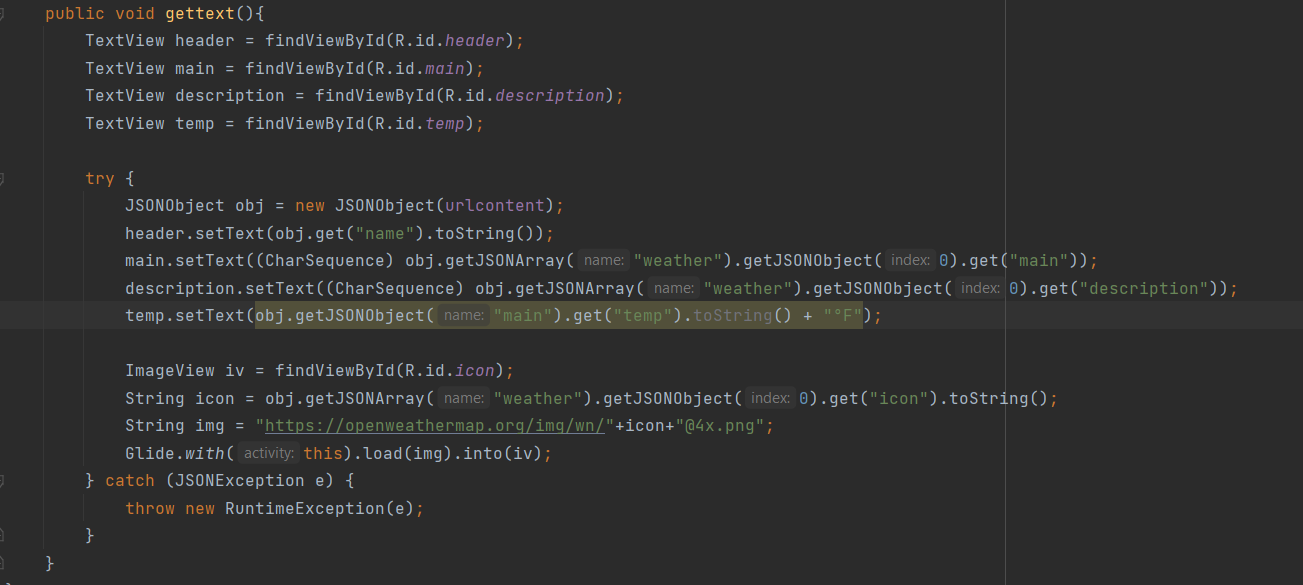 public void gettext(){
TextView header = findViewById(R.id.header);
TextView main = findViewById(R.id.main);
TextView description = findViewById(R.id.description);
TextView temp = findViewById(R.id.temp);
try {
JSONObject obj = new JSONObject(urlcontent);
header.setText(obj.get("name").toString());
main.setText((CharSequence) obj.getJSONArray( name: "weather").getJSONObject( index: 0).get("main"));
description.setText((CharSequence) obj.getJSONArray( name: "weather").getJSONObject( index: 0).get("description"));
temp.setText(obj.getJSONObject( name: "main").get("temp").toString() + "°F");
ImageView iv = findViewById(R.id.icon);
String icon = obj.getJSONArray( name: "weather").getJSONObject( index: 0).get("icon").toString();
String img = "https://openweathermap.org/img/wn/"+icon+"@4x.png";
Glide.with( activity: this).load(img).into(iv);
} catch (JSONException e) {
throw new RuntimeException(e);
}
}